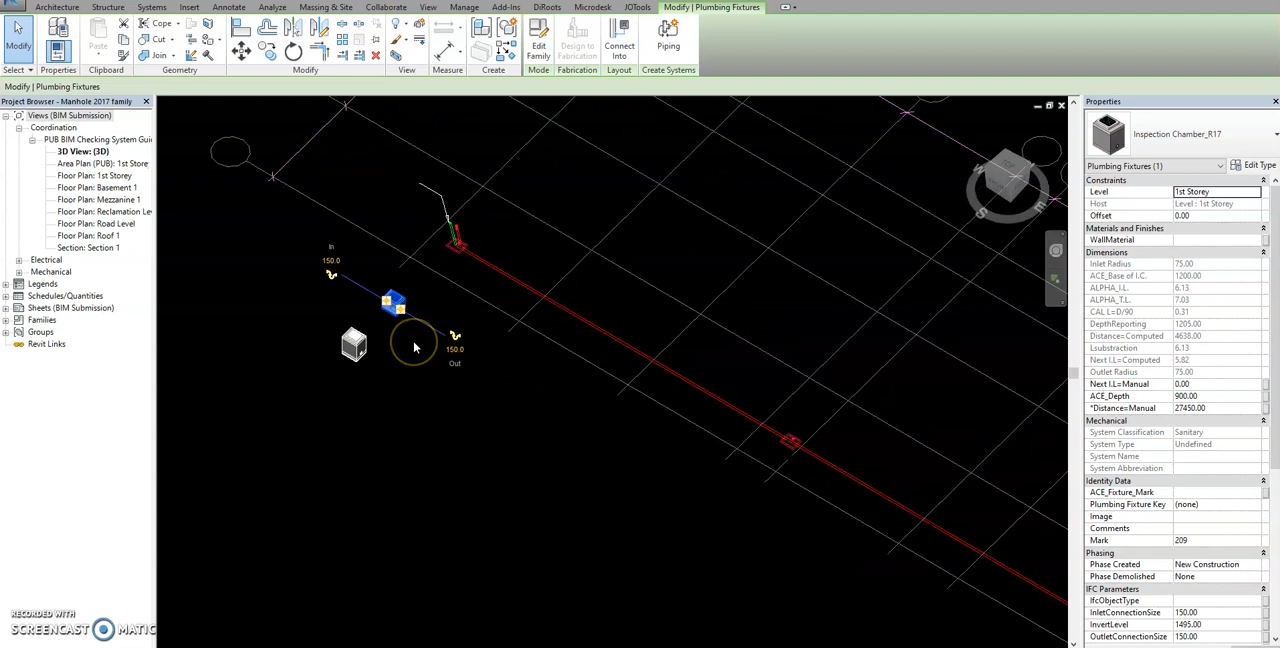 Architecture Structure Systems Insert Annotate Analyze Massing & Site Collaborate View Manage Add-Ins DiRoots Microdesk JOTools Modify | Plumbing Fixtures
Modify
Paste
Cope
Cut
Join
Edit Family
Design to Fabrication
Connect Into
Piping
Select Properties Clipboard Geometry Modify View Measure Create Mode Fabrication Layout Create Systems
Modify | Plumbing Fixtures
Project Browser - Manhole 2017 family
Views (BIM Submission)
Coordination
PUB BIM Checking System Guid
3D View: (3D)
Area Plan (PUB): 1st Store
Floor Plan: 1st Storey
Floor Plan: Basement 1
Floor Plan: Mezzanine 1
Floor Plan: Reclamation Le
Floor Plan: Road Level
Floor Plan: Roof 1
Section: Section 1
Electrical
Mechanical
Legends
Schedules/Quantities
Sheets (BIM Submission)
Families
Groups
Revit Links
RECORDED WITH
SCREENCAST MATIC
In
150.0
150.0
Out
W
S
E
Properties
Inspection Chamber_R17
Plumbing Fixtures (1) Edit Type
Constraints
Level 1st Storey
Host Level : 1st Storey
Offset 0.00
Materials and Finishes
WallMaterial
Dimensions
Inlet Radius 75.00
ACE_Base of I.C. 1200.00
ALPHA_I.L. 6.13
ALPHA_T.L. 7.03
CAL L=D/90 0.31
DepthReporting 1205.00
Distance=Computed 4638.00
Lsubstraction 6.13
Next I.L=Computed 5.82
Outlet Radius 75.00
Next I.L=Manual 0.00
ACE_Depth 900.00
*Distance=Manual 27450.00
Mechanical
System Classification Sanitary
System Type Undefined
System Name
System Abbreviation
Identity Data
ACE_Fixture_Mark
Plumbing Fixture Key (none)
Image
Comments
Mark 209
Phasing
Phase Created New Construction
Phase Demolished None
IFC Parameters
IfcObjectType
InletConnectionSize 150.00
InvertLevel 1495.00
OutletConnectionSize 150.00